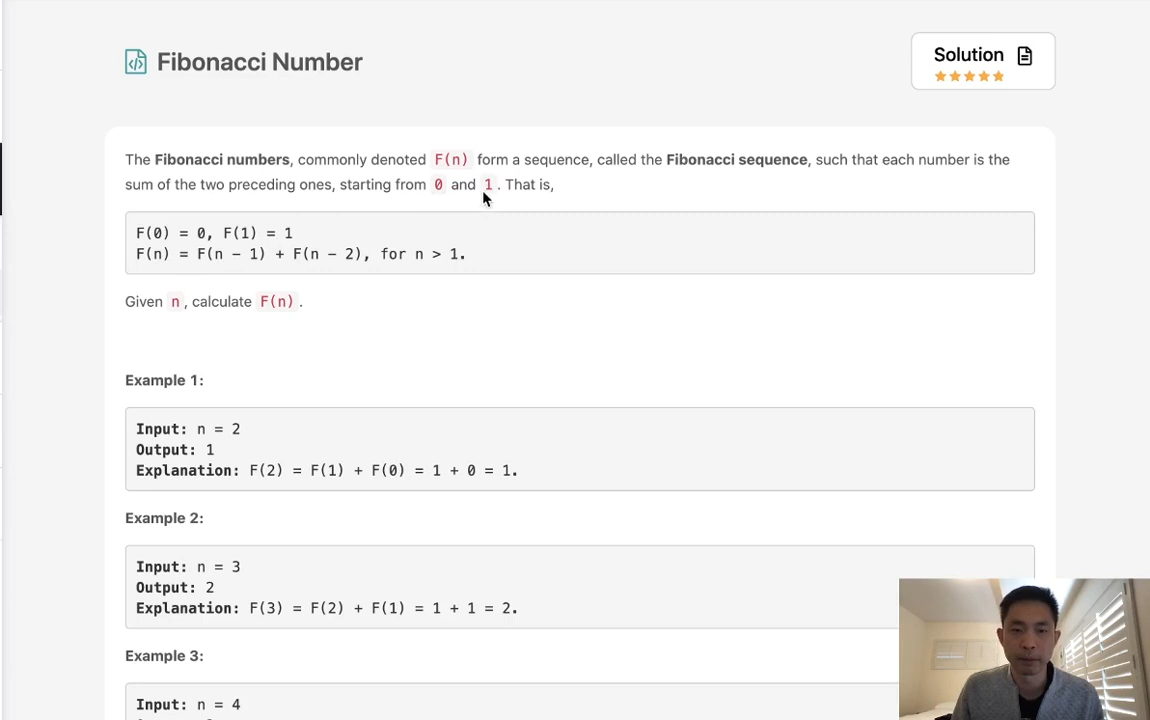 Fibonacci Number
Solution
The Fibonacci numbers, commonly denoted F(n) form a sequence, called the Fibonacci sequence, such that each number is the
sum of the two preceding ones, starting from 0 and 1. That is,
F(0) = 0, F(1) = 1
F(n) = F(n - 1) + F(n - 2), for n > 1.
Given n, calculate F(n).
Example 1:
Input: n = 2
Output: 1
Explanation: F(2) = F(1) + F(0) = 1 + 0 = 1.
Example 2:
Input: n = 3
Output: 2
Explanation: F(3) = F(2) + F(1) = 1 + 1 = 2.
Example 3:
Input: n = 4